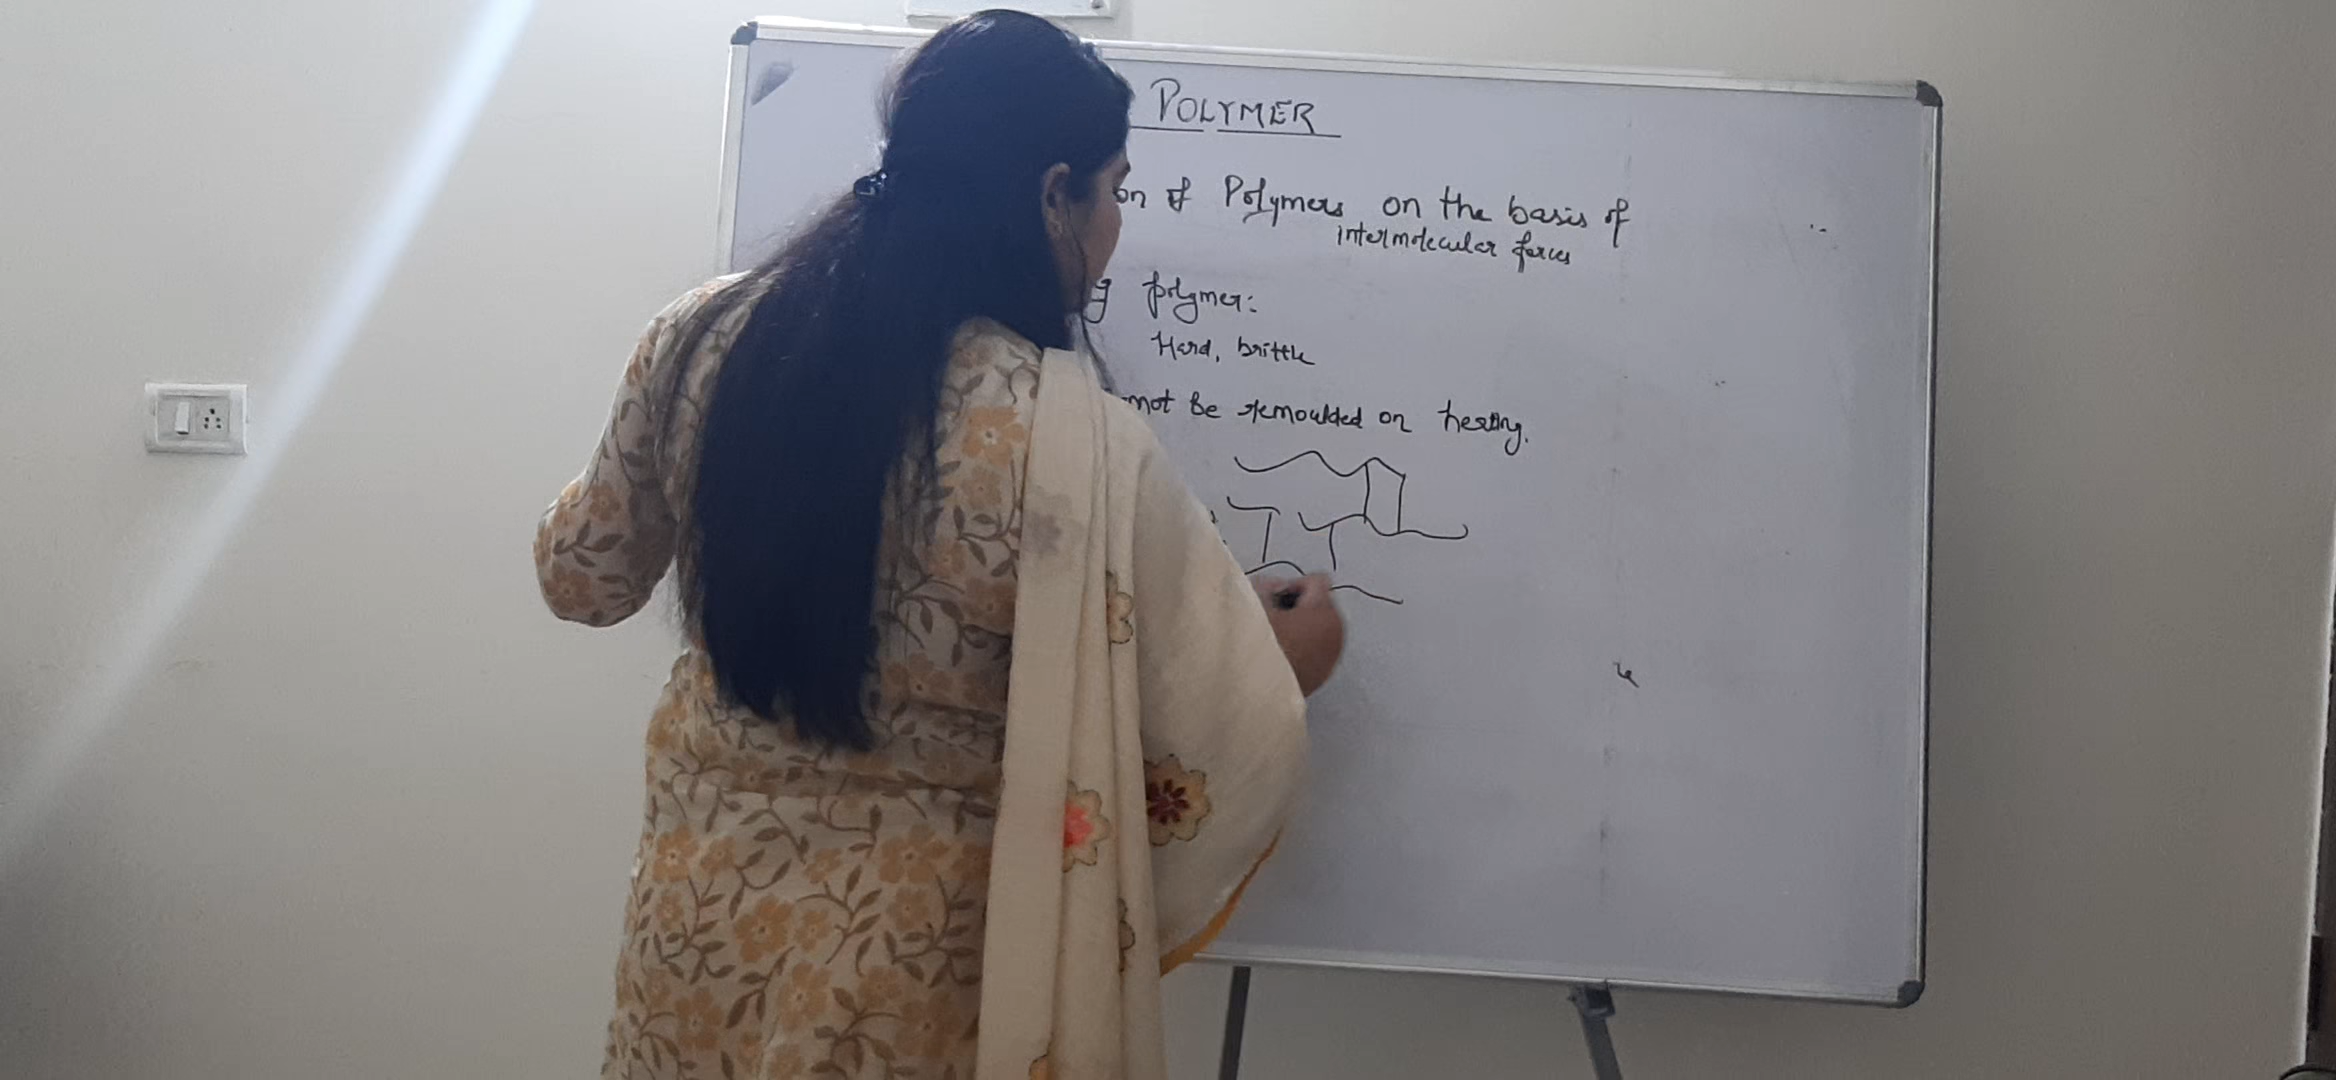 POLYMER
on of Polymers on the basis of
intermolecular forces
g polymer:
Hard, brittle
not be remoulded on heating.